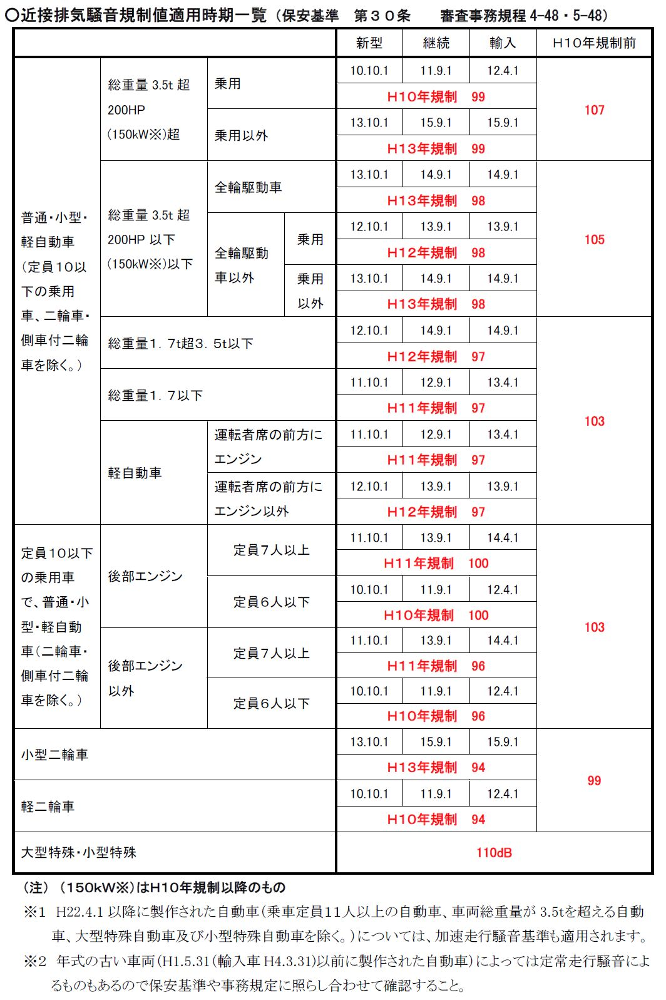 〇近接排気騒音規制値適用時期一覧（保安基準　第３０条　　審査事務規程 4-48・5-48）
新型 継続 輸入 H１０年規制前
普通・小型・
軽自動車
（定員１０以
下の乗用
車、二輪車・
側車付二輪
車を除く。）
総重量 3.5t 超
200HP
(150kW※)超
乗用
10.10.1 11.9.1 12.4.1
H１０年規制　99
107
乗用以外
13.10.1 15.9.1 15.9.1
H１３年規制　99
総重量 3.5t 超
200HP 以下
(150kW※)以下
全輪駆動車
13.10.1 14.9.1 14.9.1
H１３年規制　98
105
全輪駆動
車以外
乗用
12.10.1 13.9.1 13.9.1
H１２年規制　98
乗用
以外
13.10.1 14.9.1 14.9.1
H１３年規制　98
総重量１．７t超３．５t以下
12.10.1 14.9.1 14.9.1
H１２年規制　97
103
総重量１．７以下
11.10.1 12.9.1 13.4.1
H１１年規制　97
軽自動車
運転者席の前方に
エンジン
11.10.1 12.9.1 13.4.1
H１１年規制　97
運転者席の前方に
エンジン以外
12.10.1 13.9.1 13.9.1
H１２年規制　97
定員１０以下
の乗用車
で、普通・小
型・軽自動
車（二輪車・
側車付二輪
車を除く。）
後部エンジン
定員７人以上
11.10.1 13.9.1 14.4.1
H１１年規制　100
103
定員６人以下
10.10.1 11.9.1 12.4.1
H１０年規制　100
後部エンジン
以外
定員７人以上
11.10.1 13.9.1 14.4.1
H１１年規制　96
定員６人以下
10.10.1 11.9.1 12.4.1
H１０年規制　96
小型二輪車
13.10.1 15.9.1 15.9.1
H１３年規制　94
99
軽二輪車
10.10.1 11.9.1 12.4.1
H１０年規制　94
大型特殊・小型特殊
110dB
（注）（１５０ｋＷ※）はＨ１０年規制以降のもの
※１　H22.4.1 以降に製作された自動車（乗車定員１１人以上の自動車、車両総重量が 3.5tを超える自動
車、大型特殊自動車及び小型特殊自動車を除く。）については、加速走行騒音基準も適用されます。
※２　年式の古い車両（H1.5.31（輸入車 H4.3.31）以前に製作された自動車）によっては定常走行騒音によ
るものもあるので保安基準や事務規定に照らし合わせて確認すること。